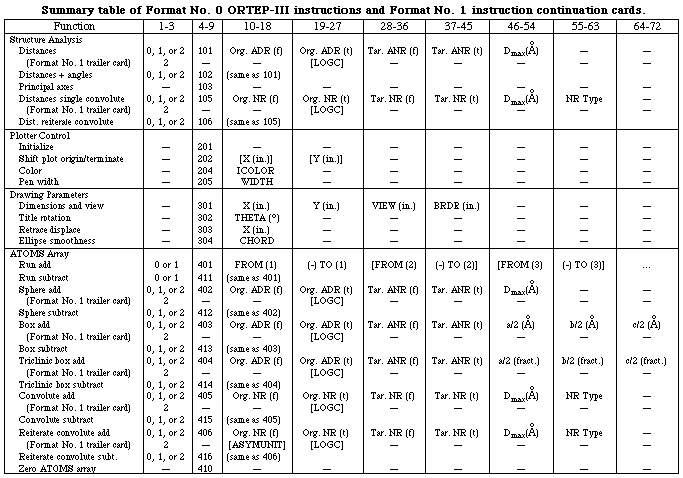 Summary table of Format No. 0 ORTEP-III instructions and Format No. 1 instruction continuation cards.
Function 1-3 4-9 10-18 19-27 28-36 37-45 46-54 55-63 64-72
Structure Analysis
Distances 0, 1, or 2 101 Org. ADR (f) Org. ADR (t) Tar. ANR (f) Tar. ANR (t) Dmax(Å) — —
(Format No. 1 trailer card) 2 — — [LOGC] — — — — —
Distances + angles 0, 1, or 2 102 (same as 101)
Principal axes — 103 — — — — — — —
Distances single convolute 0, 1, or 2 105 Org. NR (f) Org. NR (t) Tar. NR (f) Tar. NR (t) Dmax(Å) NR Type —
(Format No. 1 trailer card) 2 — — [LOGC] — — — — —
Dist. reiterate convolute 0, 1, or 2 106 (same as 105)
Plotter Control
Initialize — 201 — — — — — — —
Shift plot origin/terminate — 202 [X (in.)] [Y (in.)] — — — — —
Color — 204 ICOLOR — — — — — —
Pen width — 205 WIDTH — — — — — —
Drawing Parameters
Dimensions and view — 301 X (in.) Y (in.) VIEW (in.) BRDR (in.) — — —
Title rotation — 302 THETA (°) — — — — — —
Retrace displace — 303 X (in.) — — — — — —
Ellipse smoothness — 304 CHORD — — — — — —
ATOMS Array
Run add 0 or 1 401 FROM (1) (-) TO (1) [FROM (2) (-) TO (2)] [FROM (3) (-) TO (3)] ...
Run subtract 0 or 1 411 (same as 401)
Sphere add 0, 1, or 2 402 Org. ADR (f) Org. ADR (t) Tar. ANR (f) Tar. ANR (t) Dmax(Å) — —
(Format No. 1 trailer card) 2 — — [LOGC] — — — — —
Sphere subtract 0, 1, or 2 412 (same as 402)
Box add 0, 1, or 2 403 Org. ADR (f) Org. ADR (t) Tar. ANR (f) Tar. ANR (t) a/2 (Å) b/2 (Å) c/2 (Å)
(Format No. 1 trailer card) 2 — — [LOGC] — — — — —
Box subtract 0, 1, or 2 413 (same as 403)
Triclinic box add 0, 1, or 2 404 Org. ADR (f) Org. ADR (t) Tar. ANR (f) Tar. ANR (t) a/2 (fract.) b/2 (fract.) c/2 (fract.)
(Format No. 1 trailer card) 2 — — [LOGC] — — — — —
Triclinic box subtract 0, 1, or 2 414 (same as 404)
Convolute add 0, 1, or 2 405 Org. NR (f) Org. NR (t) Tar. NR (f) Tar. NR (t) Dmax(Å) NR Type —
(Format No. 1 trailer card) 2 — — [LOGC] — — — — —
Convolute subtract 0, 1, or 2 415 (same as 405)
Reiterate convolute add 0, 1, or 2 406 Org. NR (f) Org. NR (t) Tar. NR (f) Tar. NR (t) Dmax(Å) NR Type —
(Format No. 1 trailer card) 2 — [ASYMUNIT] [LOGC] — — — — —
Reiterate convolute subt. 0, 1, or 2 416 (same as 406)
Zero ATOMS array — 410 — — — — — — —